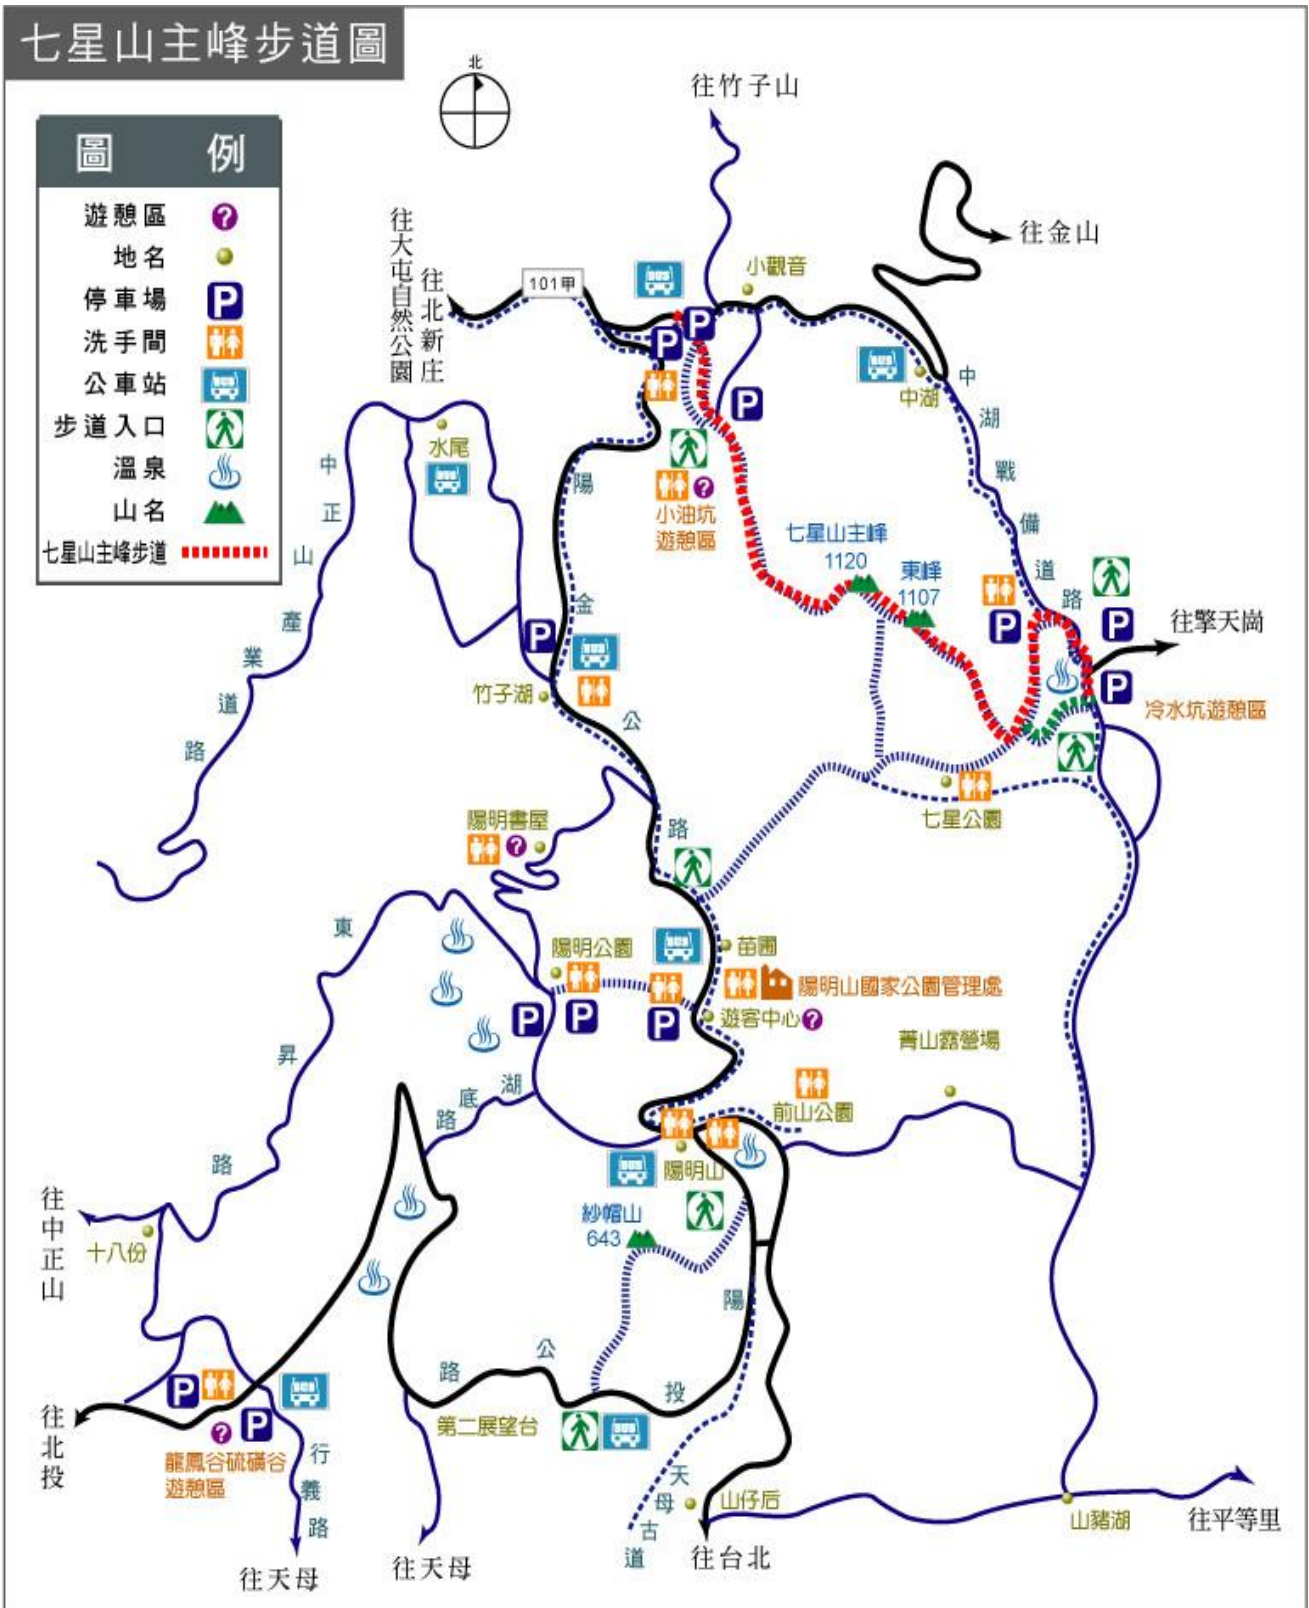 七星山主峰步道圖
北
圖 例
遊憩區
地名
停車場
洗手間
公車站
步道入口
溫泉
山名
七星山主峰步道
往竹子山
往金山
往大屯自然公園
往北新庄
101甲
小觀音
中湖
中湖戰備道路
水尾
中正山產業道路
小油坑
遊憩區
七星山主峰
1120
東峰
1107
往擎天崗
冷水坑遊憩區
陽金公路
竹子湖
七星公園
陽明書屋
陽明公園
苗圃
陽明山國家公園管理處
遊客中心
菁山露營場
前山公園
東昇路
湖底路
陽明山
紗帽山
643
往中正山
十八份
陽投公路
第二展望台
往北投
龍鳳谷硫磺谷
遊憩區
行義路
往天母
往天母
天母古道
山仔后
往台北
山豬湖
往平等里
P
P
P
P
P
P
P
P
P
P
P
P
P
P
BUS
BUS
BUS
BUS
BUS
BUS
BUS
BUS
BUS
?
?
?
?
?